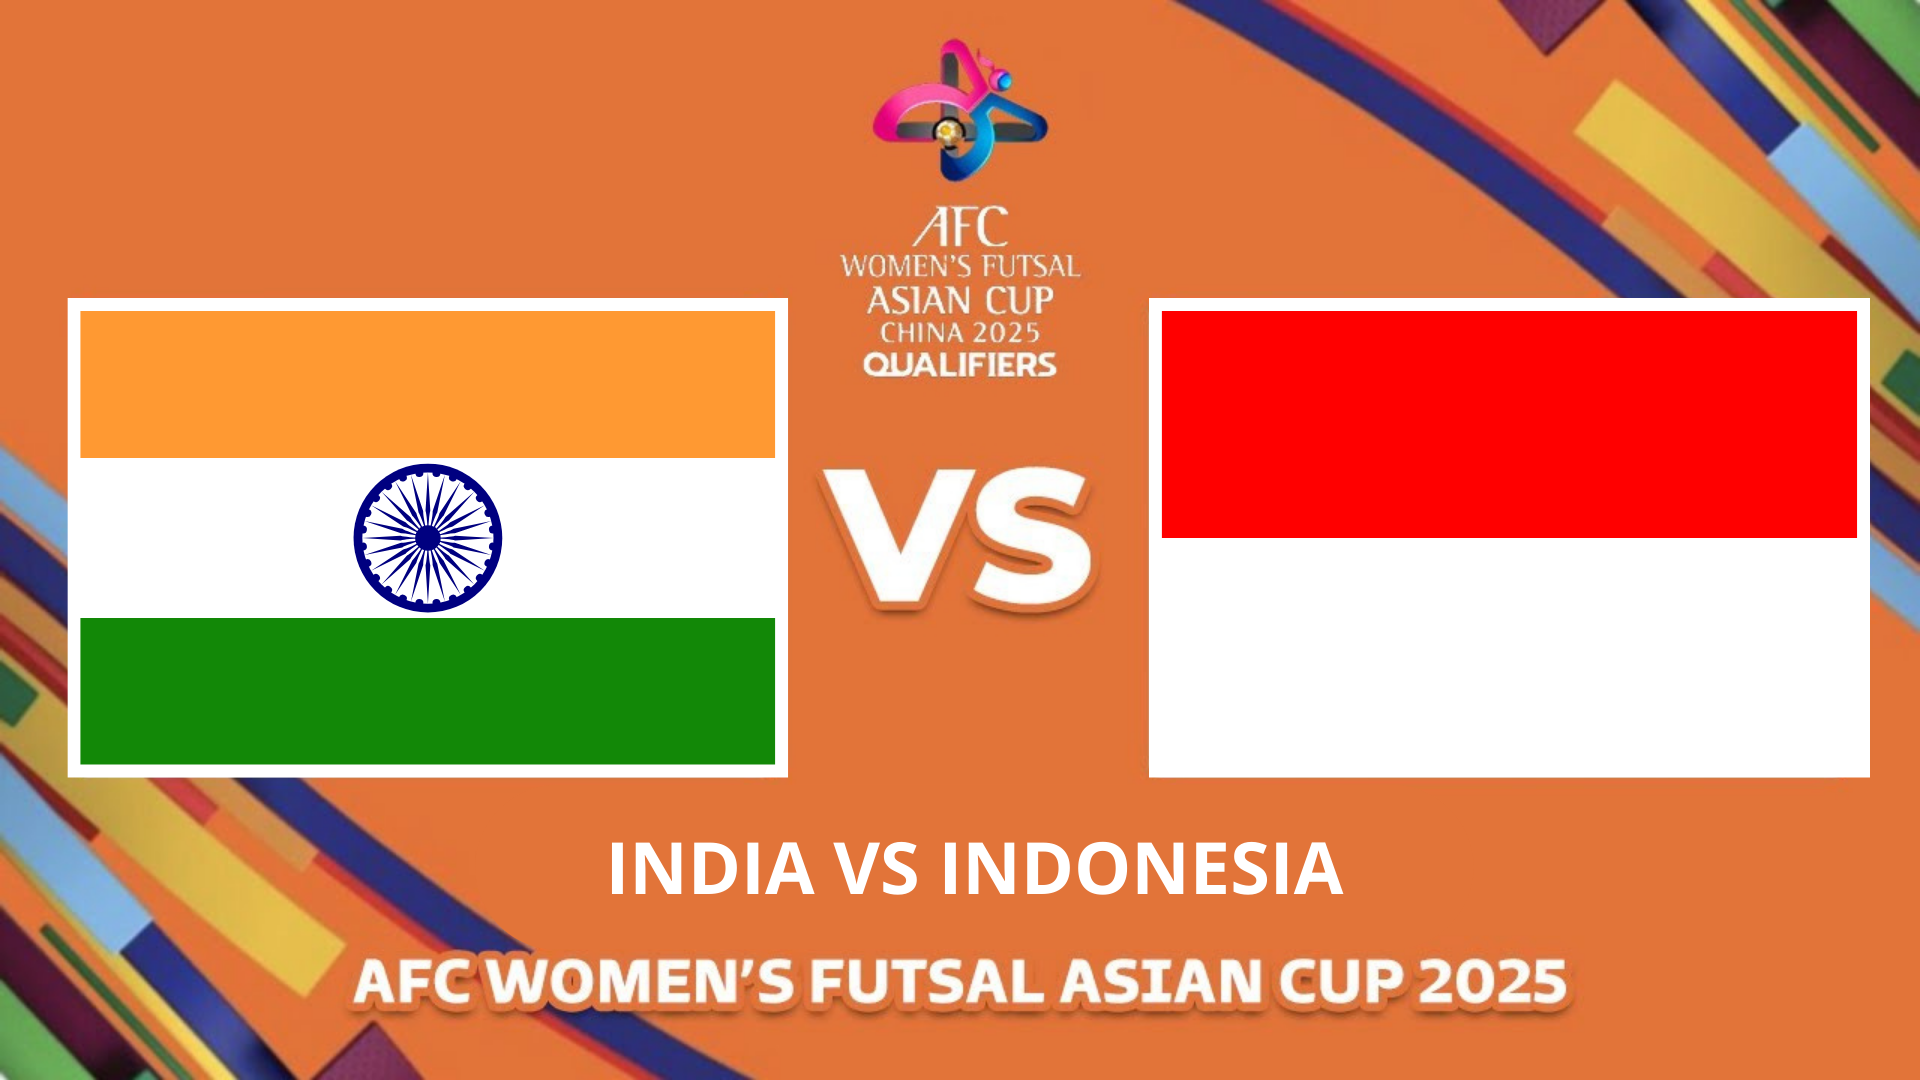 AFC
WOMEN'S FUTSAL
ASIAN CUP
CHINA 2025
QUALIFIERS
VS
INDIA VS INDONESIA
AFC WOMEN'S FUTSAL ASIAN CUP 2025